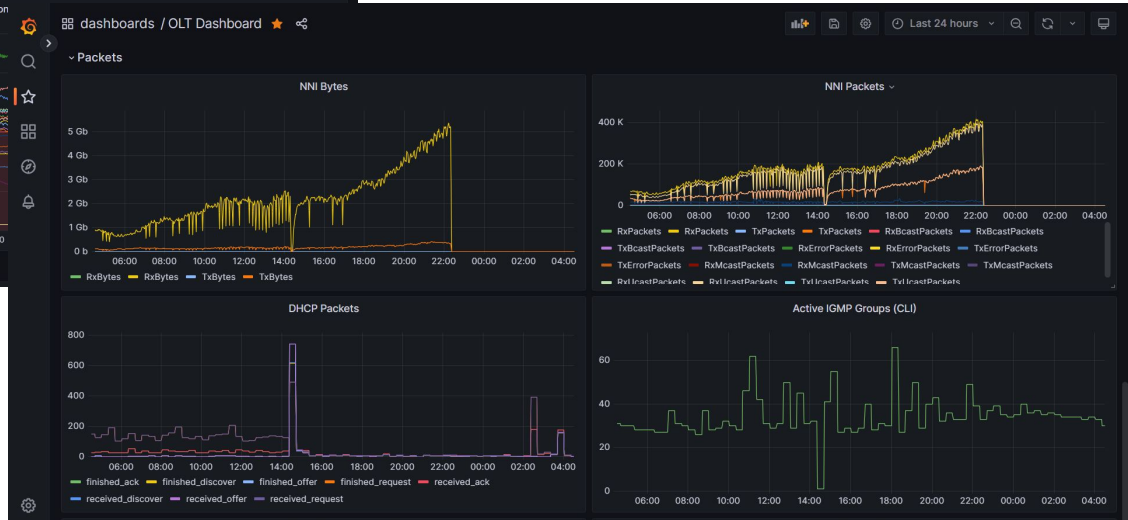 on
dashboards / OLT Dashboard
Last 24 hours
Packets
NNI Bytes
5 Gb
4 Gb
3 Gb
2 Gb
1 Gb
0 b
06:00 08:00 10:00 12:00 14:00 16:00 18:00 20:00 22:00 00:00 02:00 04:00
RxBytes RxBytes TxBytes TxBytes
NNI Packets
400 K
200 K
0
06:00 08:00 10:00 12:00 14:00 16:00 18:00 20:00 22:00 00:00 02:00 04:00
RxPackets RxPackets TxPackets TxPackets RxBcastPackets RxBcastPackets
TxBcastPackets TxBcastPackets RxErrorPackets RxErrorPackets TxErrorPackets
TxErrorPackets RxMcastPackets RxMcastPackets TxMcastPackets TxMcastPackets
RxUcastPackets RxUcastPackets TxUcastPackets TxUcastPackets
0
DHCP Packets
800
600
400
200
0
06:00 08:00 10:00 12:00 14:00 16:00 18:00 20:00 22:00 00:00 02:00 04:00
finished_ack finished_discover finished_offer finished_request received_ack
received_discover received_offer received_request
Active IGMP Groups (CLI)
60
40
20
0
06:00 08:00 10:00 12:00 14:00 16:00 18:00 20:00 22:00 00:00 02:00 04:00